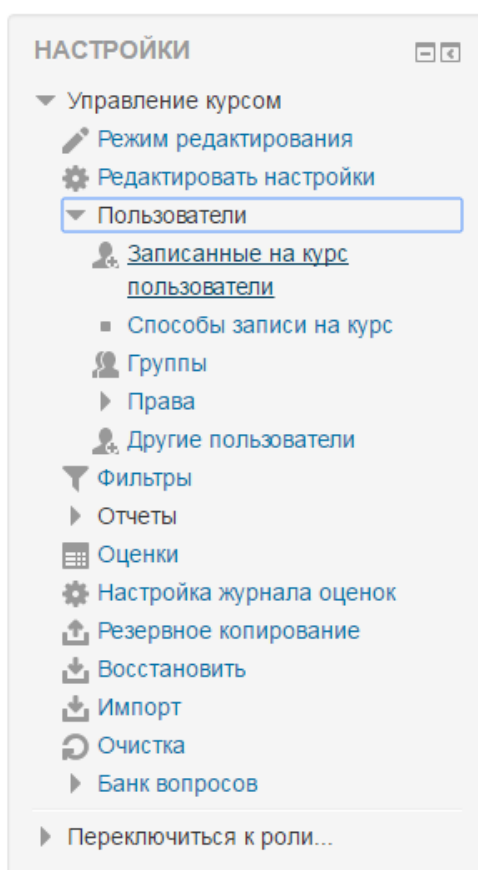 НАСТРОЙКИ
Управление курсом
Режим редактирования
Редактировать настройки
Пользователи
Записанные на курс
пользователи
Способы записи на курс
Группы
Права
Другие пользователи
Фильтры
Отчеты
Оценки
Настройка журнала оценок
Резервное копирование
Восстановить
Импорт
Очистка
Банк вопросов
Переключиться к роли...